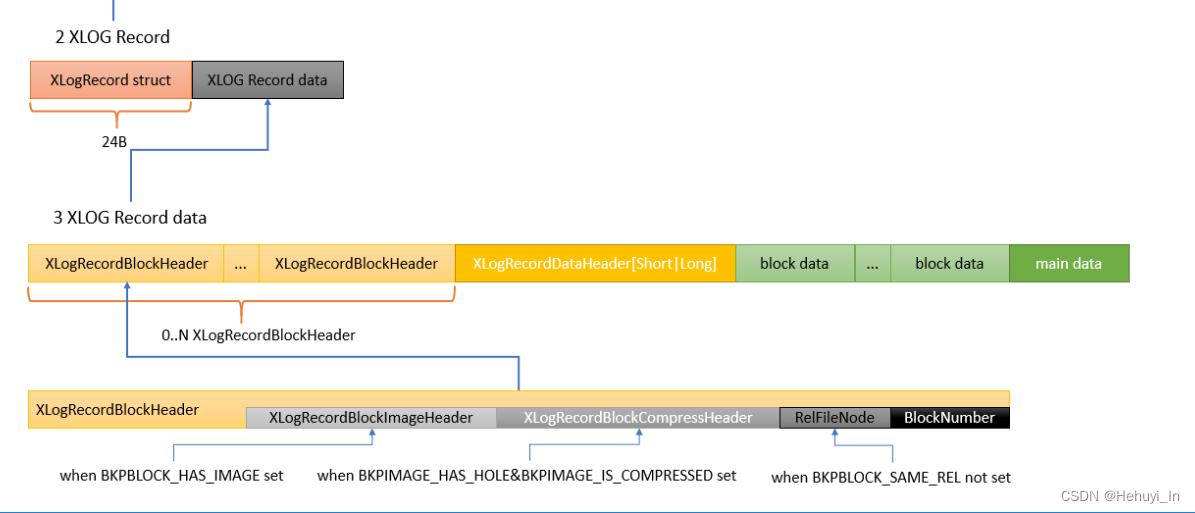 2 XLOG Record
XLogRecord struct XLOG Record data
24B
3 XLOG Record data
XLogRecordBlockHeader ... XLogRecordBlockHeader XLogRecordDataHeader[Short|Long] block data ... block data main data
0..N XLogRecordBlockHeader
XLogRecordBlockHeader
XLogRecordBlockImageHeader XLogRecordBlockCompressHeader RelFileNode BlockNumber
when BKPBLOCK_HAS_IMAGE set when BKPIMAGE_HAS_HOLE&BKPIMAGE_IS_COMPRESSED set when BKPBLOCK_SAME_REL not set
CSDN @Hehuyi_In